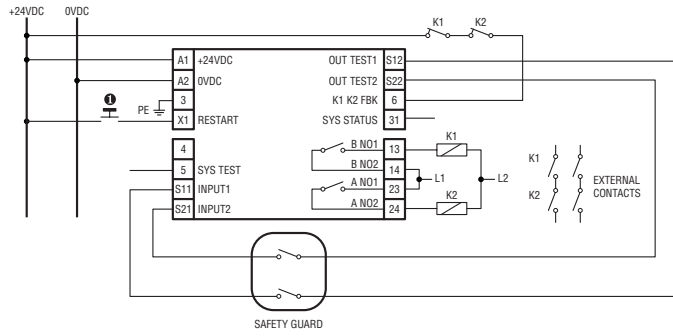 +24VDC 0VDC
K1 K2
A1 +24VDC OUT TEST1 S12
A2 0VDC OUT TEST2 S22
❶ PE 3 K1 K2 FBK 6
X1 RESTART SYS STATUS 31
4 B NO1 13 K1
5 SYS TEST B NO2 14 L1 L2
S11 INPUT1 A NO1 23
S21 INPUT2 A NO2 24 K2
K1
K2
EXTERNAL
CONTACTS
SAFETY GUARD